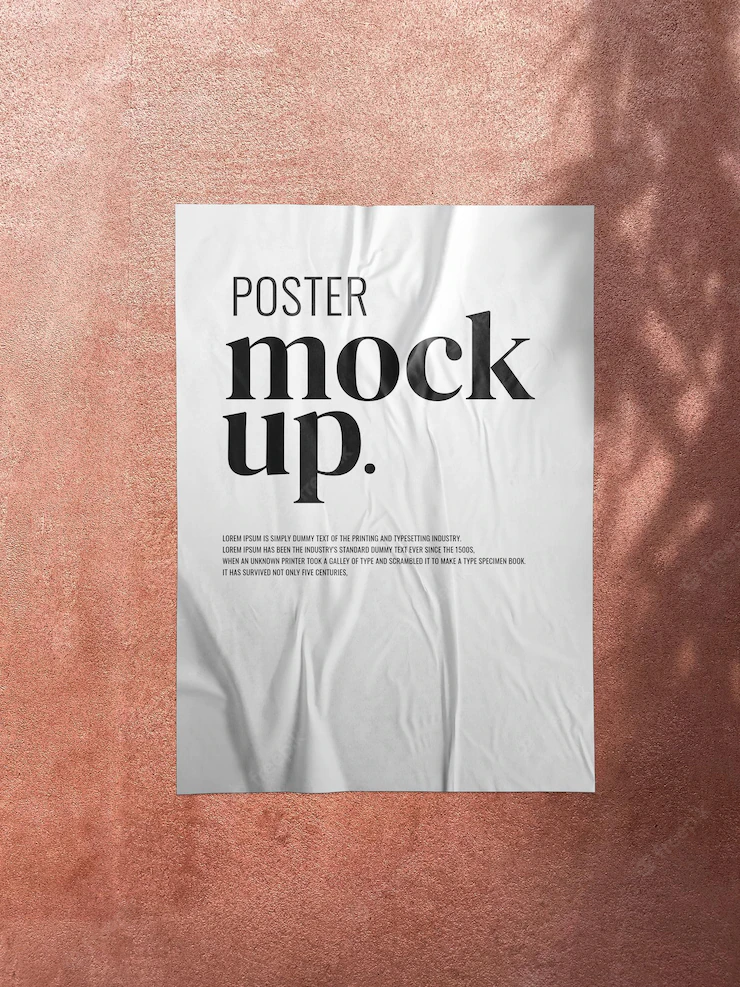 POSTER
mock
up.
LOREM IPSUM IS SIMPLY DUMMY TEXT OF THE PRINTING AND TYPESETTING INDUSTRY.
LOREM IPSUM HAS BEEN THE INDUSTRY'S STANDARD DUMMY TEXT EVER SINCE THE 1500S,
WHEN AN UNKNOWN PRINTER TOOK A GALLEY OF TYPE AND SCRAMBLED IT TO MAKE A TYPE SPECIMEN BOOK.
IT HAS SURVIVED NOT ONLY FIVE CENTURIES,